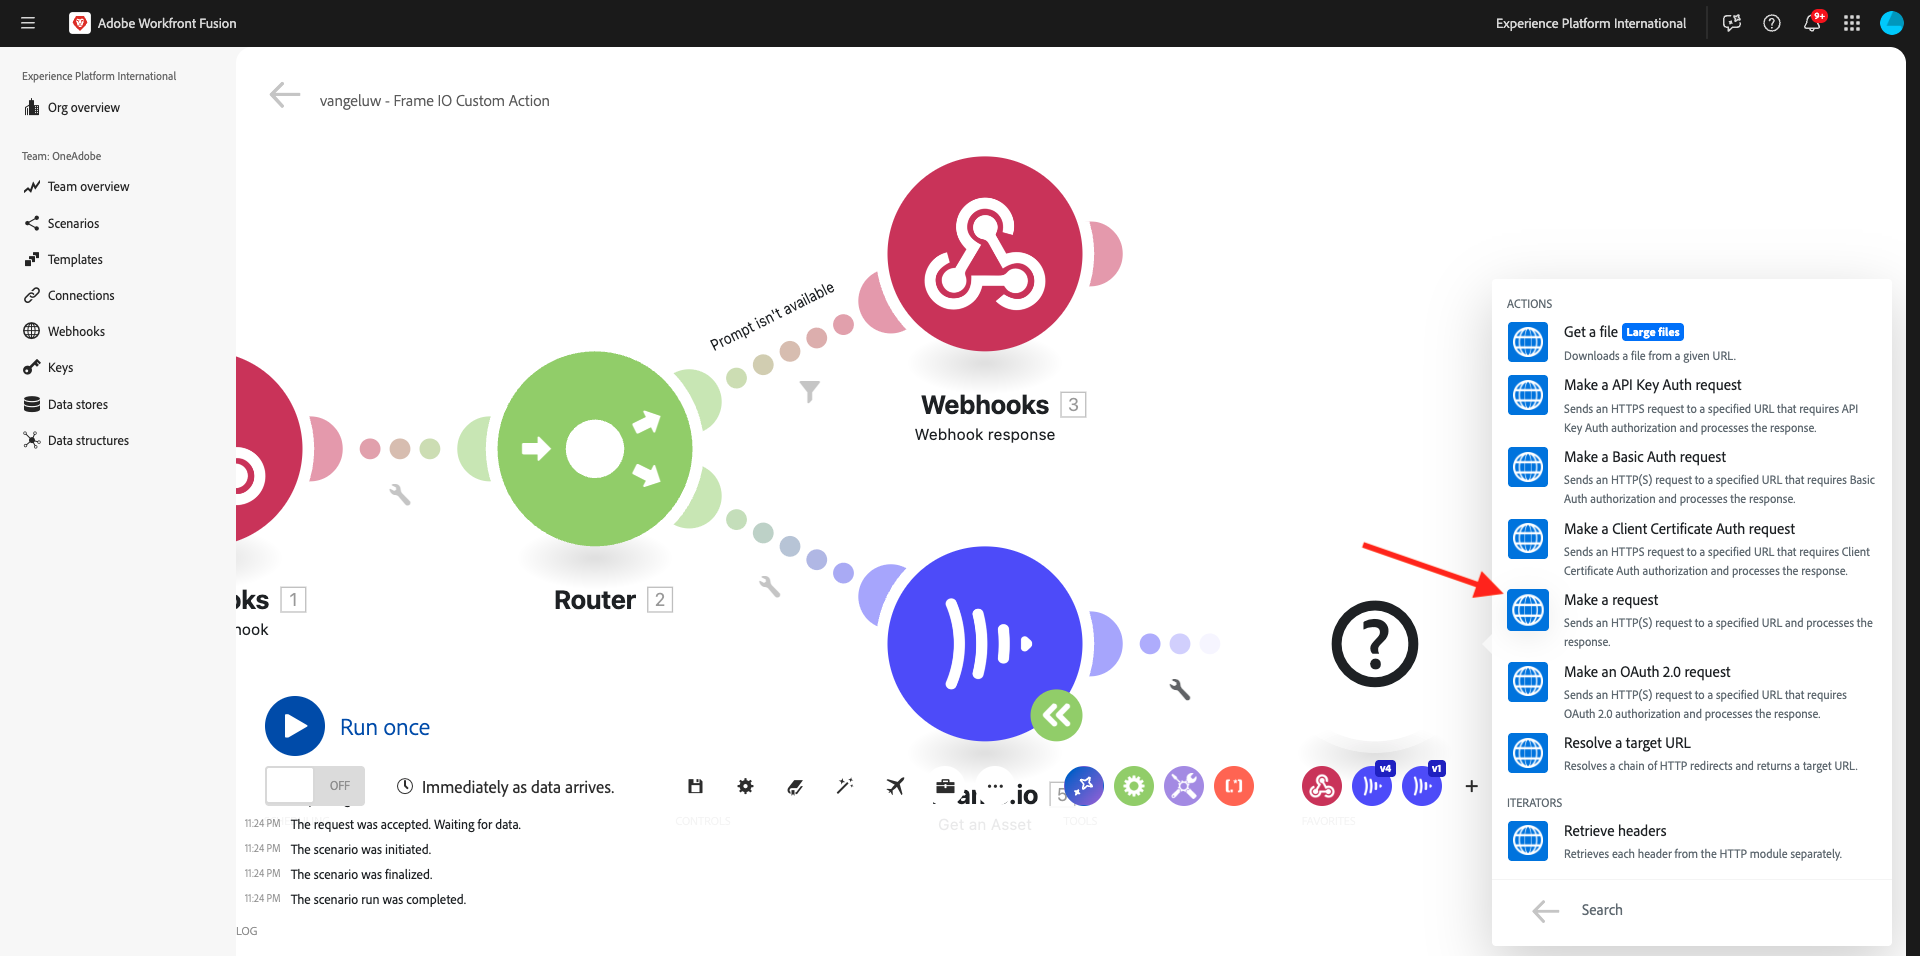 Adobe Workfront Fusion
Experience Platform International
9+
Experience Platform International
Org overview
Team: OneAdobe
Team overview
Scenarios
Templates
Connections
Webhooks
Keys
Data stores
Data structures
vangeluw - Frame IO Custom Action
Prompt isn't available
Webhooks 3
Webhook response
Router 2
1
?
Run once
OFF
Immediately as data arrives.
5
Get an Asset
CONTROLS
TOOLS
FAVORITES
v4
v1
11:24 PM The request was accepted. Waiting for data.
11:24 PM The scenario was initiated.
11:24 PM The scenario was finalized.
11:24 PM The scenario run was completed.
LOG
ACTIONS
Get a file Large files
Downloads a file from a given URL.
Make a API Key Auth request
Sends an HTTPS request to a specified URL that requires API
Key Auth authorization and processes the response.
Make a Basic Auth request
Sends an HTTP(S) request to a specified URL that requires Basic
Auth authorization and processes the response.
Make a Client Certificate Auth request
Sends an HTTPS request to a specified URL that requires Client
Certificate Auth authorization and processes the response.
Make a request
Sends an HTTP(S) request to a specified URL and processes the
response.
Make an OAuth 2.0 request
Sends an HTTP(S) request to a specified URL that requires
OAuth 2.0 authorization and processes the response.
Resolve a target URL
Resolves a chain of HTTP redirects and returns a target URL.
ITERATORS
Retrieve headers
Retrieves each header from the HTTP module separately.
Search